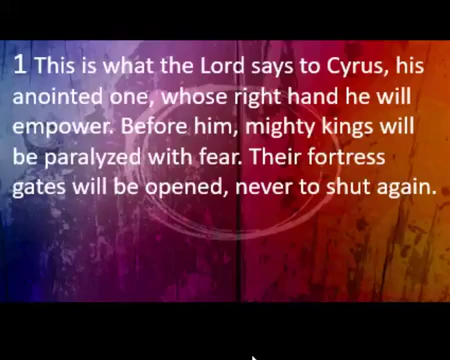 1 This is what the Lord says to Cyrus, his
anointed one, whose right hand he will
empower. Before him, mighty kings will
be paralyzed with fear. Their fortress
gates will be opened, never to shut again.